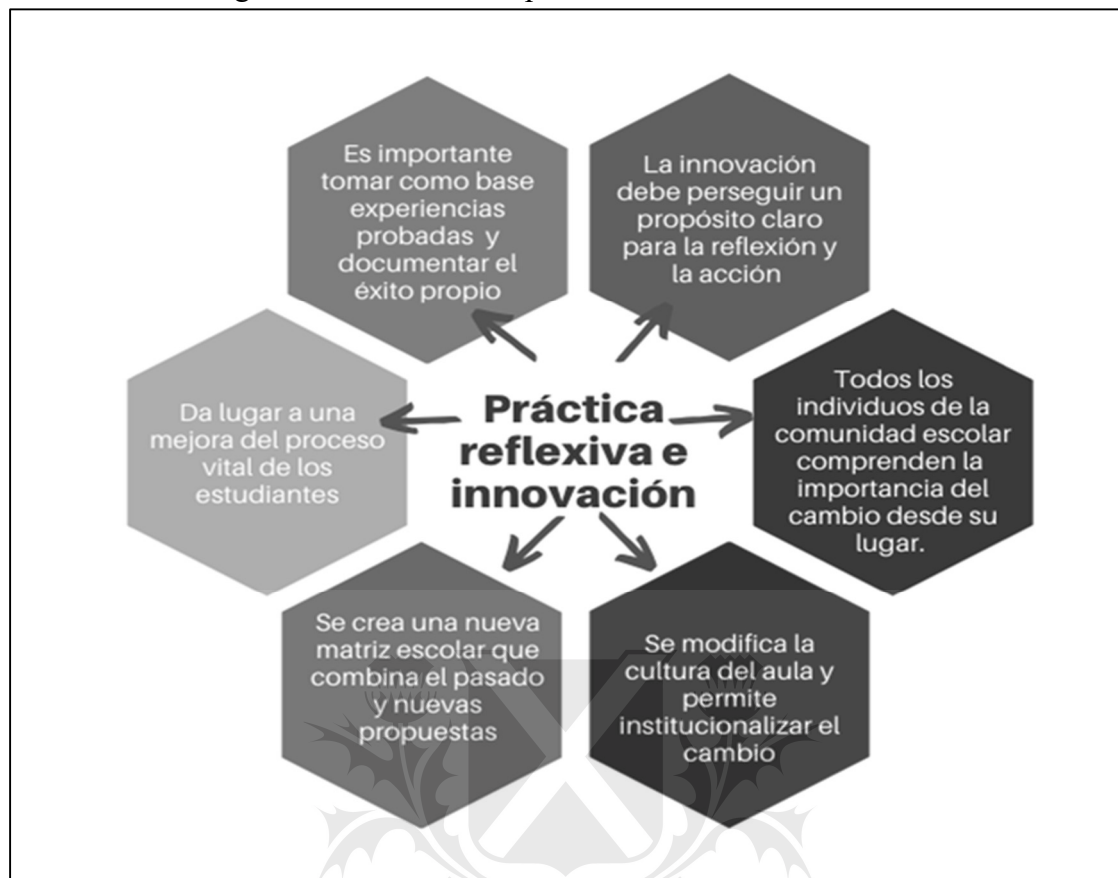 Es importante
tomar como base
experiencias
probadas y
documentar el
éxito propio
La innovación
debe perseguir un
propósito claro
para la reflexión y
la acción
Da lugar a una
mejora del proceso
vital de los
estudiantes
Práctica
reflexiva e
innovación
Todos los
individuos de la
comunidad escolar
comprenden la
importancia del
cambio desde su
lugar.
Se crea una nueva
matriz escolar que
combina el pasado
y nuevas
propuestas
Se modifica la
cultura del aula y
permite
institucionalizar el
cambio